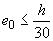 e₀ ≤ h/30